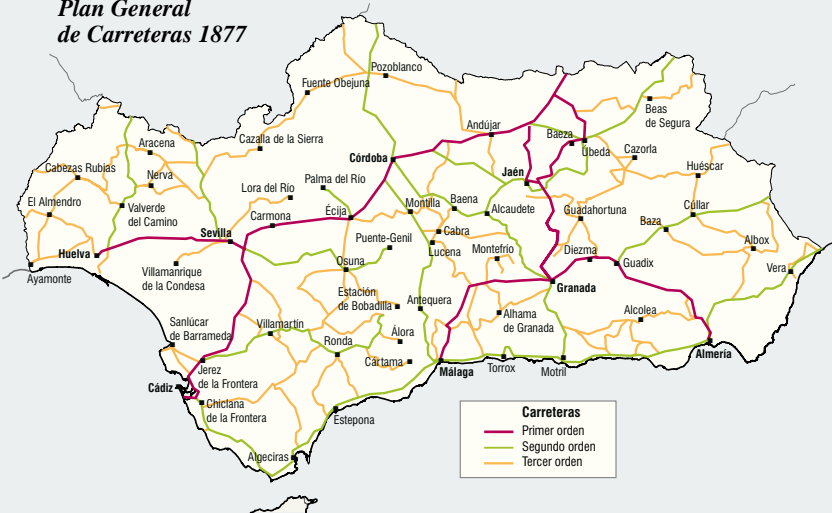 Plan General
de Carreteras 1877
Pozoblanco
Fuente Obejuna
Beas
de Segura
Andújar
Baeza
Úbeda
Aracena
Cazalla de la Sierra
Cazorla
Córdoba
Cabezas Rubias
Huéscar
Nerva
Jaén
Palma del Río
Lora del Río
El Almendro
Valverde
del Camino
Montilla
Baena
Alcaudete
Guadahortuna
Cúllar
Écija
Carmona
Baza
Sevilla
Cabra
Puente-Genil
Lucena
Montefrío
Diezma
Albox
Huelva
Osuna
Guadix
Vera
Ayamonte
Villamanrique
de la Condesa
Granada
Estación
de Bobadilla
Antequera
Alhama
de Granada
Alcolea
Sanlúcar
de Barrameda
Villamartín
Ronda
Álora
Cártama
Almería
Jerez
de la Frontera
Málaga
Torrox
Motril
Cádiz
Chiclana
de la Frontera
Estepona
Algeciras
Carreteras
Primer orden
Segundo orden
Tercer orden